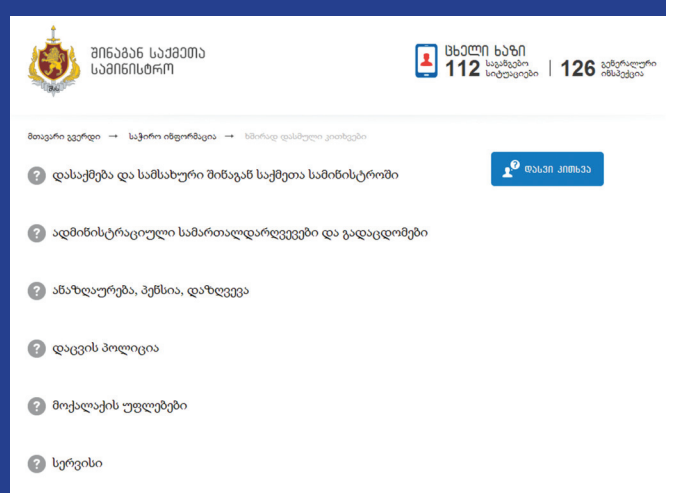 შინაგან საქმეთა
სამინისტრო
ცხელი ხაზი
112 საგანგებო სიტუაციები | 126 გენერალური ინსპექცია
მთავარი გვერდი → საჭირო ინფორმაცია → ხშირად დასმული კითხვები
დასვი კითხვა
? დასაქმება და სამსახური შინაგან საქმეთა სამინისტროში
? ადმინისტრაციული სამართალდარღვევები და გადაცდომები
? ანაზღაურება, პენსია, დაზღვევა
? დაცვის პოლიცია
? მოქალაქის უფლებები
? სერვისი